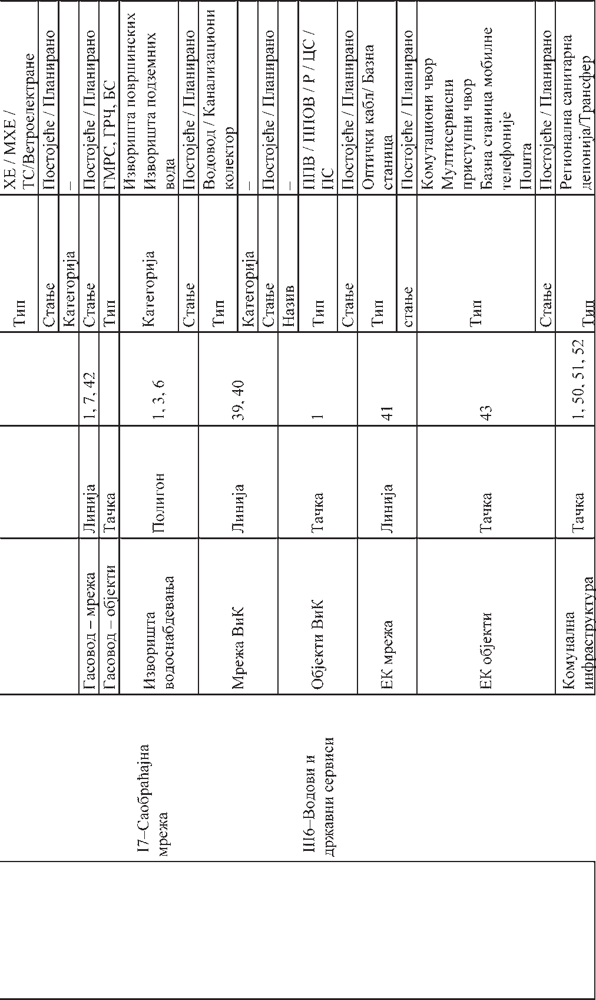 Тип
ХЕ / МХЕ /
ТС/Ветроелектране
Стање
Постојеће / Планирано
Категорија
–
Гасовод – мрежа
Линија
1, 7, 42
Стање
Постојеће / Планирано
Гасовод – објекти
Тачка
Тип
ГМРС, ГРЧ, БС
I7–Саобраћајна
мрежа
Изворишта
водоснабдевања
Полигон
1, 3, 6
Категорија
Изворишта површинских
Изворишта подземних
вода
Стање
Постојеће / Планирано
Мрежа ВиК
Линија
39, 40
Тип
Водовод / Канализациони
колектор
Категорија
–
Стање
Постојеће / Планирано
III6–Водови и
државни сервиси
Објекти ВиК
Тачка
1
Назив
–
Тип
ППВ / ППОВ / Р / ЦС /
ПС
Стање
Постојеће / Планирано
ЕК мрежа
Линија
41
Тип
Оптички кабл/ Базна
станица
стање
Постојеће / Планирано
ЕК објекти
Тачка
43
Тип
Комутациони чвор
Мултисервисни
приступни чвор
Базна станица мобилне
телефоније
Пошта
Стање
Постојеће / Планирано
Комунална
инфраструктура
Тачка
1, 50, 51, 52
Тип
Регионална санитарна
депонија/Трансфер